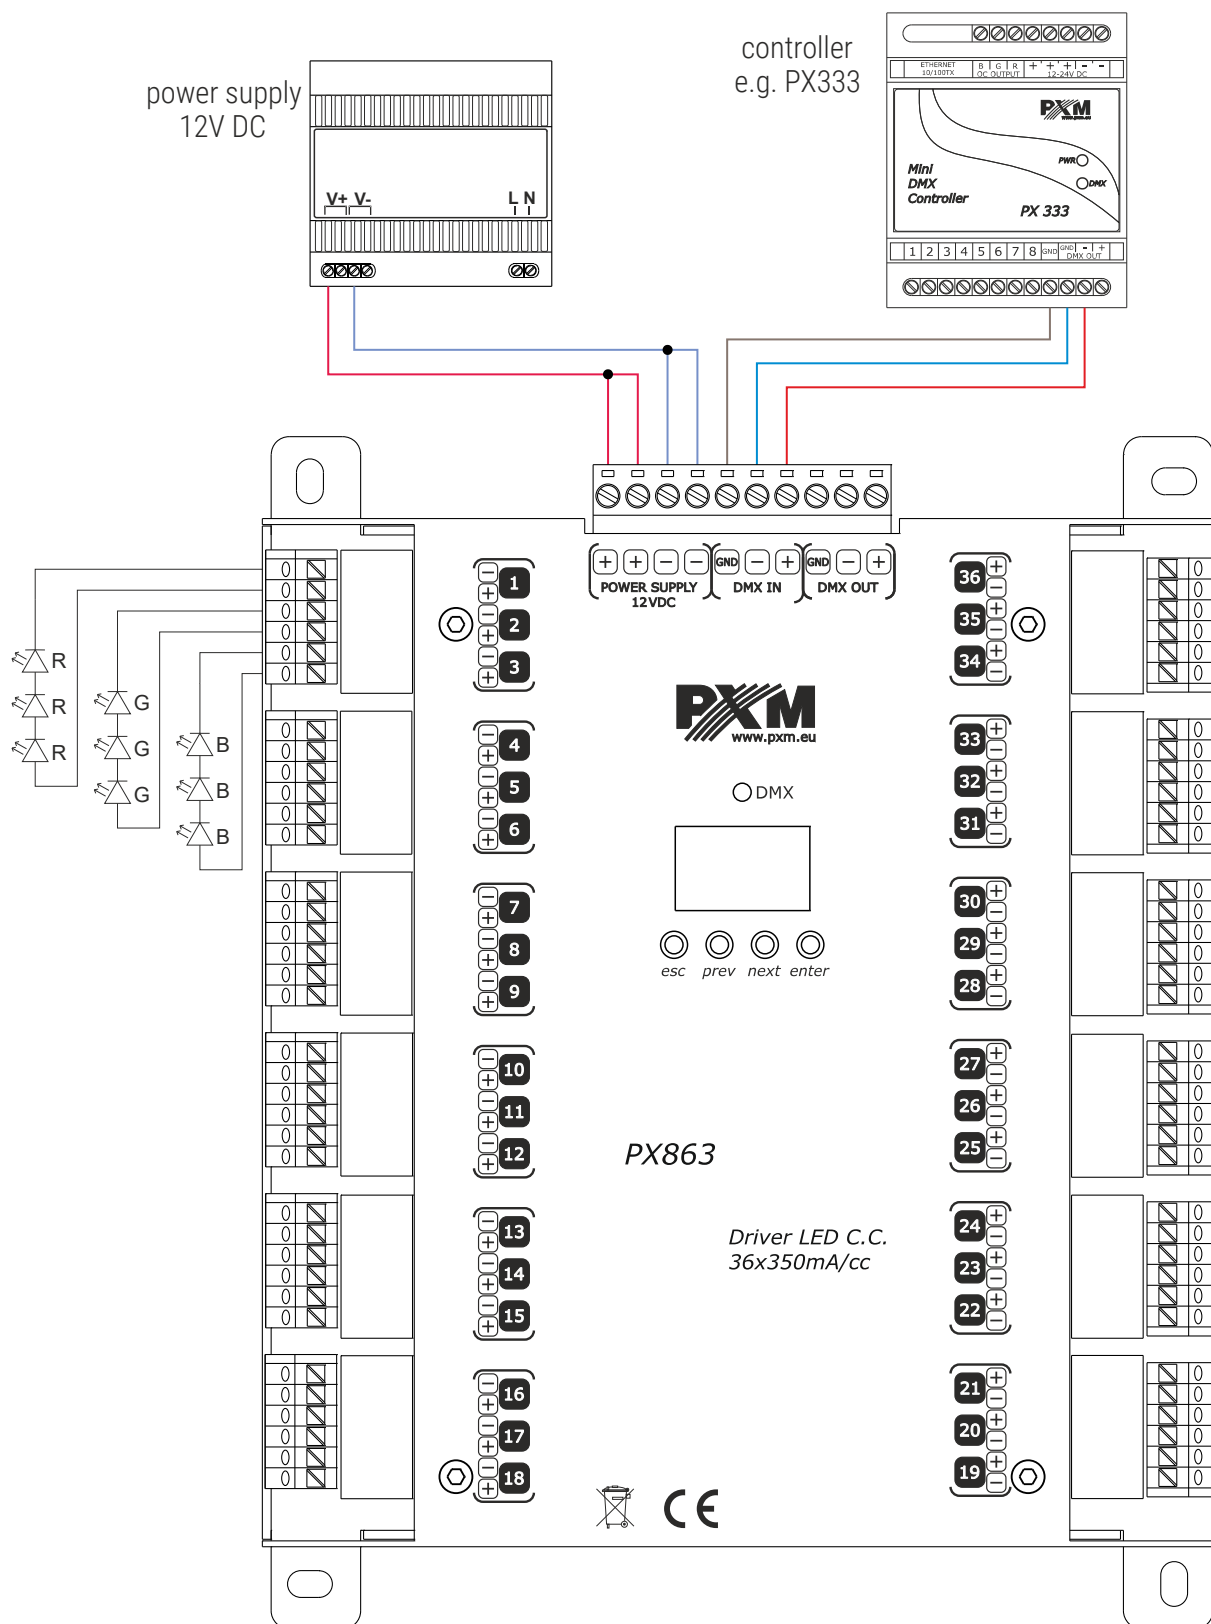 power supply
12V DC
V+ V-
L N
controller
e.g. PX333
ETHERNET
10/100TX
B G R
OC OUTPUT
+ + + - -
12-24V DC
PXM
www.pxm.eu
PWR
DMX
Mini
DMX
Controller
PX 333
1 2 3 4 5 6 7 8 GND GND - +
DMX OUT
+ + − − GND − + GND − +
POWER SUPPLY
12VDC
DMX IN
DMX OUT
R
R
R
G
G
G
B
B
B
− 1
+
− 2
+
− 3
+
− 4
+
− 5
+
− 6
+
− 7
+
− 8
+
− 9
+
− 10
+
− 11
+
− 12
+
− 13
+
− 14
+
− 15
+
− 16
+
− 17
+
− 18
+
PXM
www.pxm.eu
DMX
esc prev next enter
PX863
Driver LED C.C.
36x350mA/cc
CE
36 +
−
35 +
−
34 +
−
33 +
−
32 +
−
31 +
−
30 +
−
29 +
−
28 +
−
27 +
−
26 +
−
25 +
−
24 +
−
23 +
−
22 +
−
21 +
−
20 +
−
19 +
−